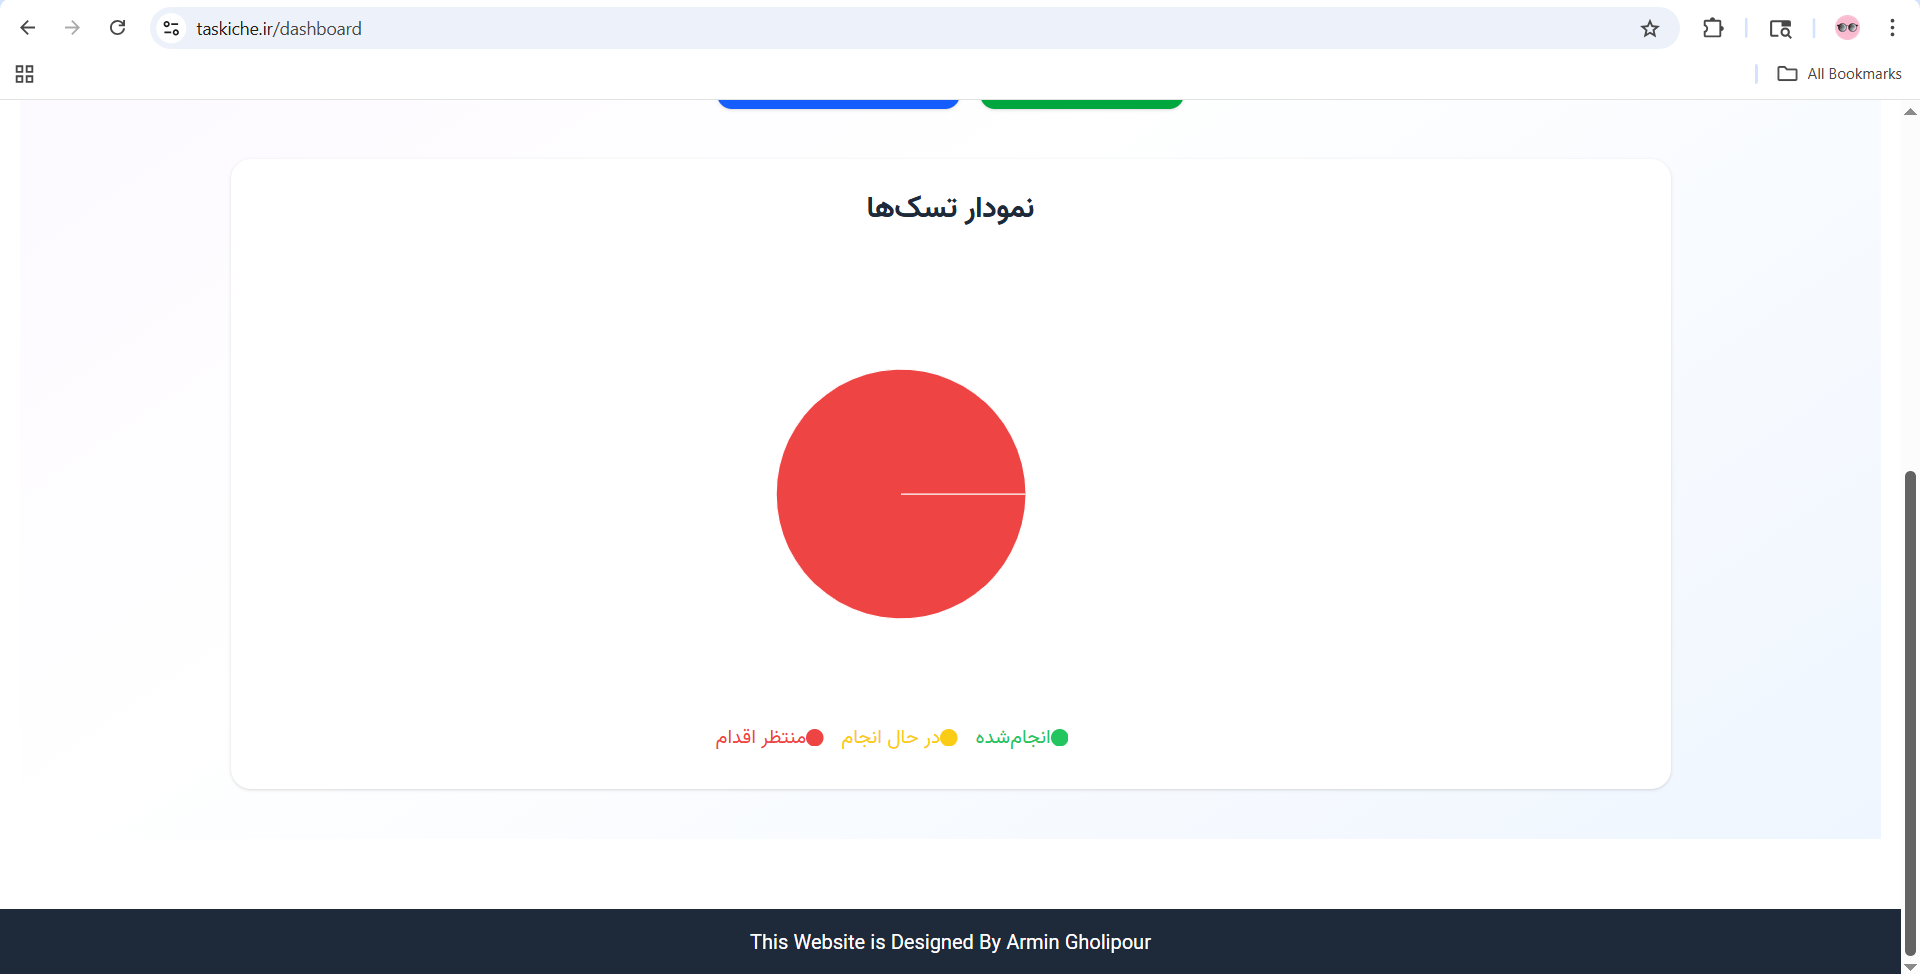 taskiche.ir/dashboard
All Bookmarks
نمودار تسک‌ها
انجام‌شده
در حال انجام
منتظر اقدام
This Website is Designed By Armin Gholipour